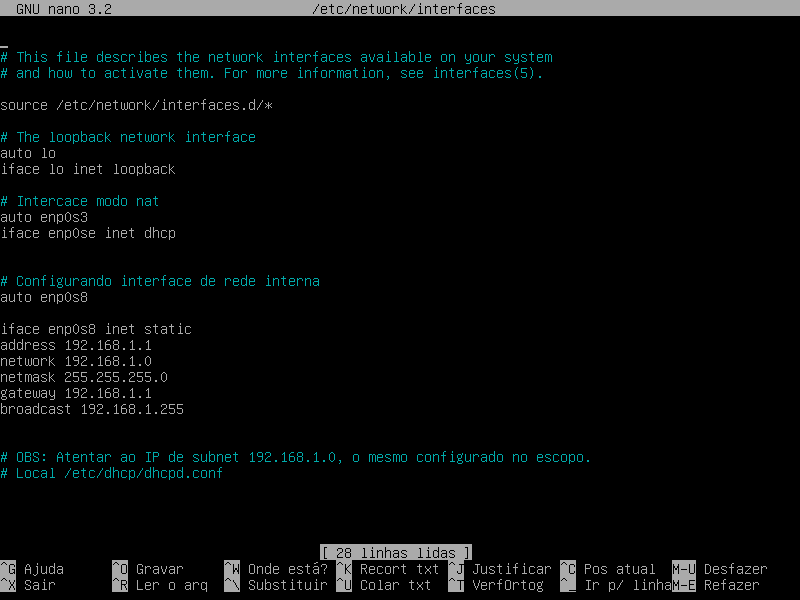 GNU nano 3.2 /etc/network/interfaces
# This file describes the network interfaces available on your system
# and how to activate them. For more information, see interfaces(5).
source /etc/network/interfaces.d/*
# The loopback network interface
auto lo
iface lo inet loopback
# Intercace modo nat
auto enp0s3
iface enp0se inet dhcp
# Configurando interface de rede interna
auto enp0s8
iface enp0s8 inet static
address 192.168.1.1
network 192.168.1.0
netmask 255.255.255.0
gateway 192.168.1.1
broadcast 192.168.1.255
# OBS: Atentar ao IP de subnet 192.168.1.0, o mesmo configurado no escopo.
# Local /etc/dhcp/dhcpd.conf
[ 28 linhas lidas ]
^G Ajuda ^O Gravar ^W Onde está? ^K Recort txt ^J Justificar ^C Pos atual M-U Desfazer
^X Sair ^R Ler o arq ^\ Substituir ^U Colar txt ^T VerfOrtog ^_ Ir p/ linha M-E Refazer